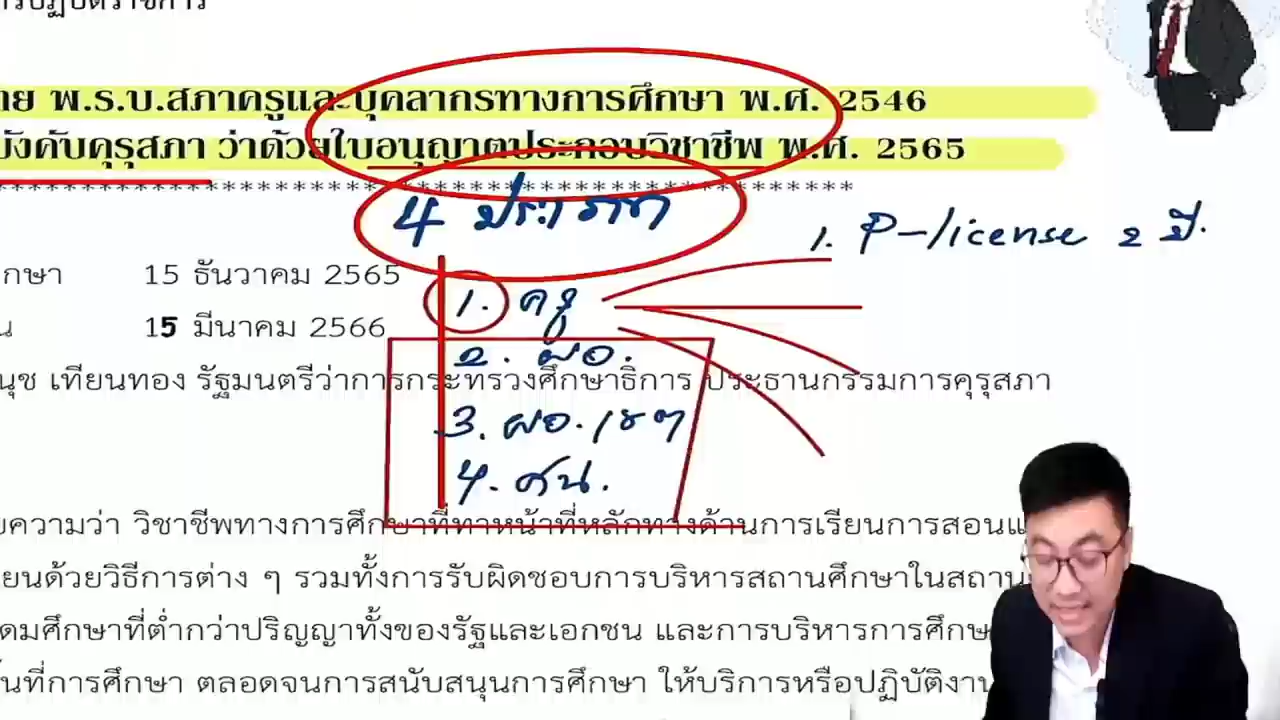 ารปฏิบัติราชการ
าย พ.ร.บ.สภาครูและบุคลากรทางการศึกษา พ.ศ. 2546
บังคับคุรุสภา ว่าด้วยใบอนุญาตประกอบวิชาชีพ พ.ศ. 2565
4 ประเภท
1. P-license 2 ปี.
กษา 15 ธันวาคม 2565
1. ครู
น 15 มีนาคม 2566
2. ผอ.
นุช เทียนทอง รัฐมนตรีว่าการกระทรวงศึกษาธิการ ประธานกรรมการคุรุสภา
3. ผอ. เขต
4. ศน.
ยความว่า วิชาชีพทางการศึกษาที่ทำหน้าที่หลักทางด้านการเรียนการสอนแ
ยนด้วยวิธีการต่าง ๆ รวมทั้งการรับผิดชอบการบริหารสถานศึกษาในสถาน
ดมศึกษาที่ต่ำกว่าปริญญาทั้งของรัฐและเอกชน และการบริหารการศึกษ
้นที่การศึกษา ตลอดจนการสนับสนุนการศึกษา ให้บริการหรือปฏิบัติงาน